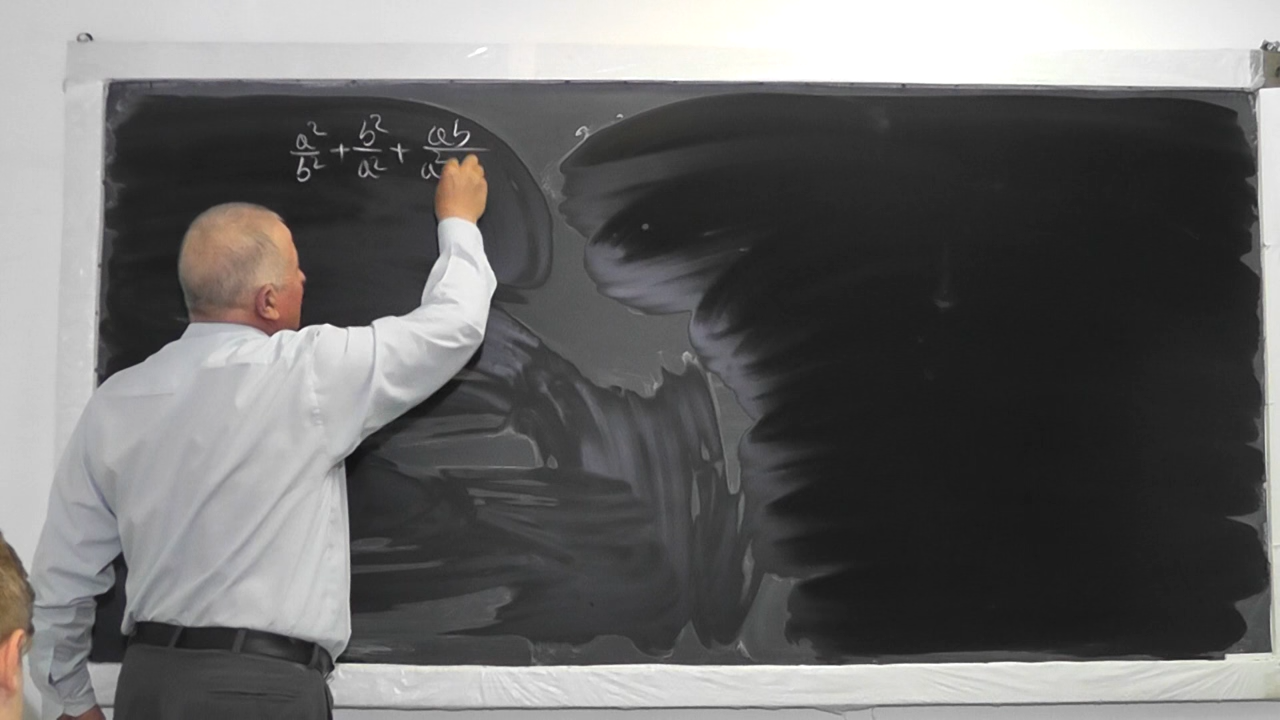 a²/b² + b²/a² + ab/a²